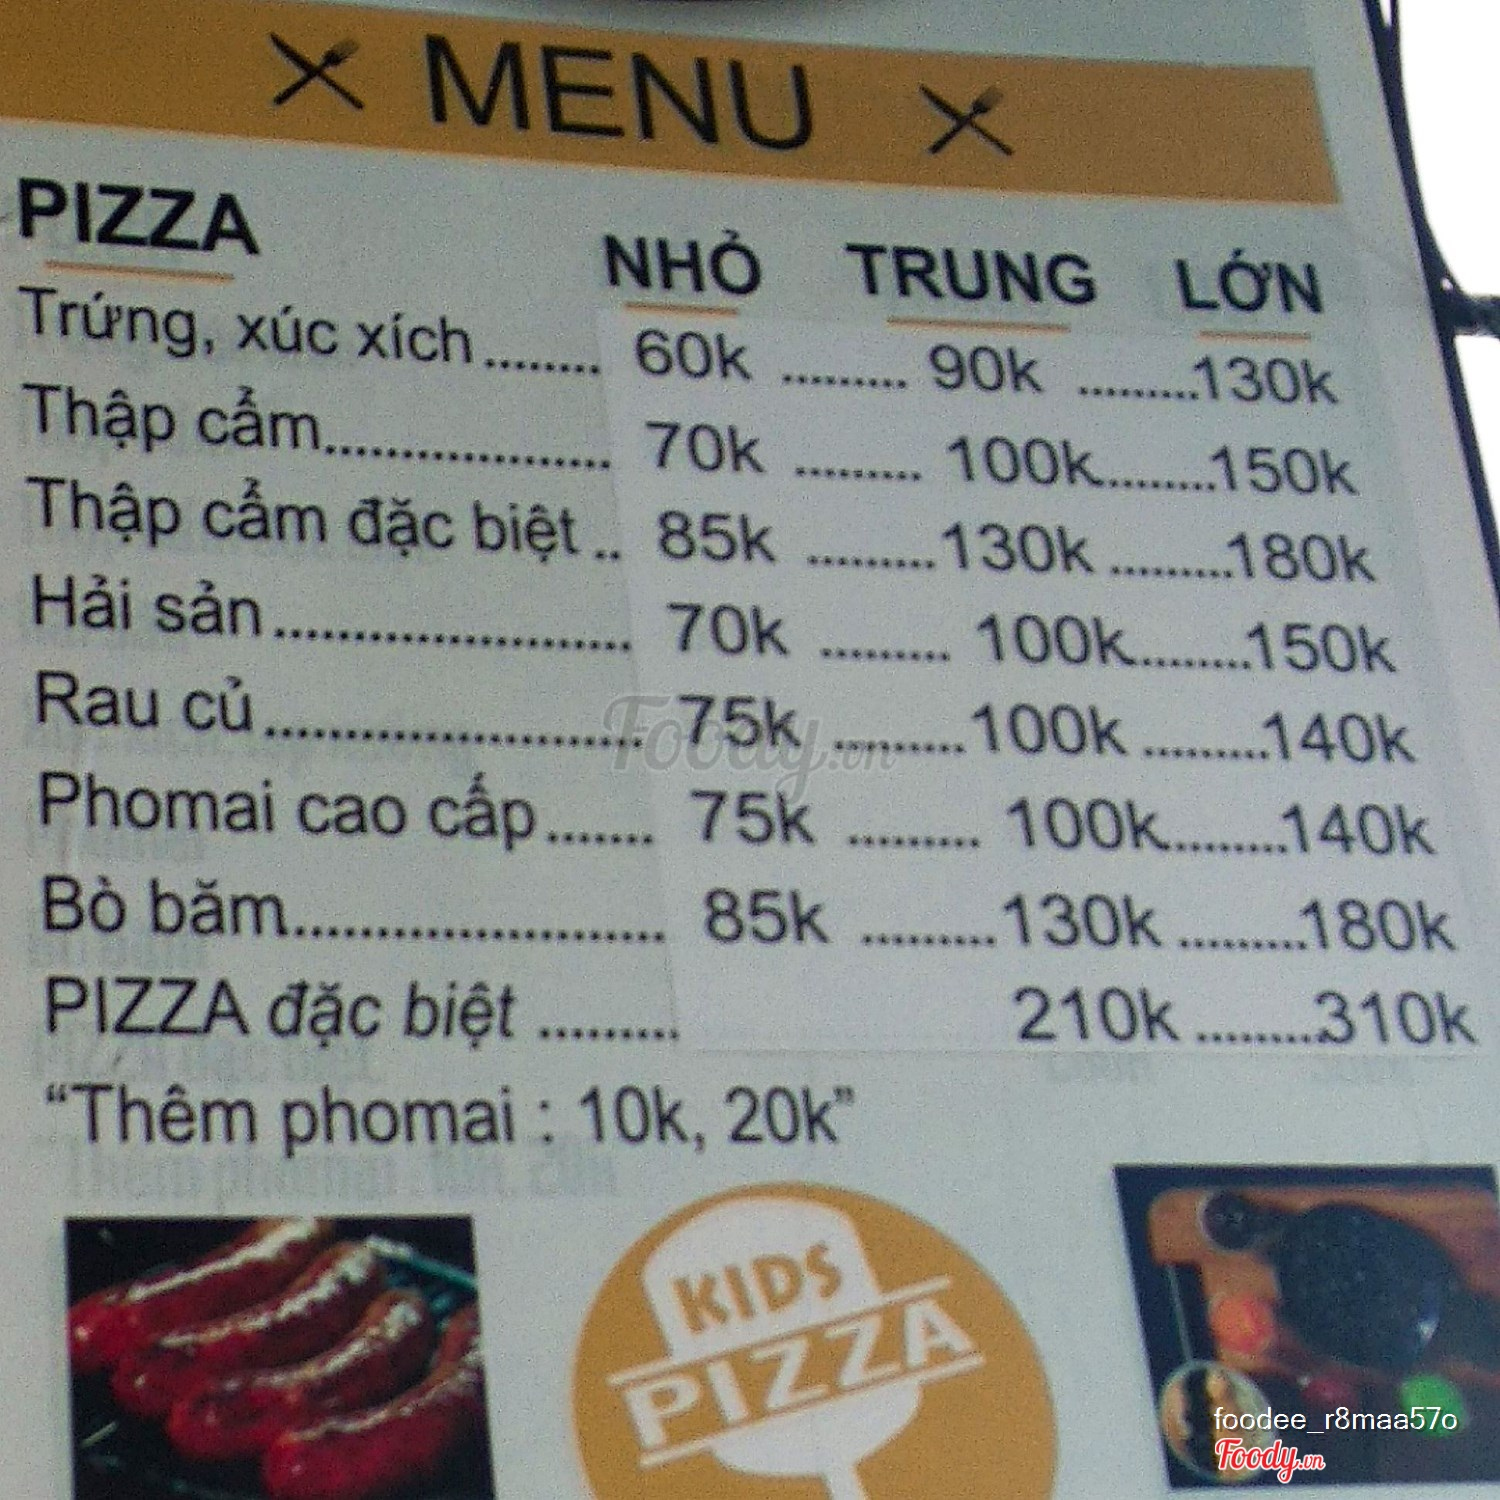 MENU
PIZZA NHỎ TRUNG LỚN
Trứng, xúc xích ........ 60k ......... 90k .........130k
Thập cẩm.................... 70k ......... 100k........150k
Thập cẩm đặc biệt .. 85k .........130k .........180k
Hải sản ......................... 70k ......... 100k........150k
Rau củ ........................... 75k .........100k .........140k
Phomai cao cấp ....... 75k ......... 100k........140k
Bò băm.......................... 85k .........130k .........180k
PIZZA đặc biệt .......... 210k .........310k
“Thêm phomai : 10k, 20k”
KIDS
PIZZA
Foody.vn
foodee_r8maa57o
Foody.vn